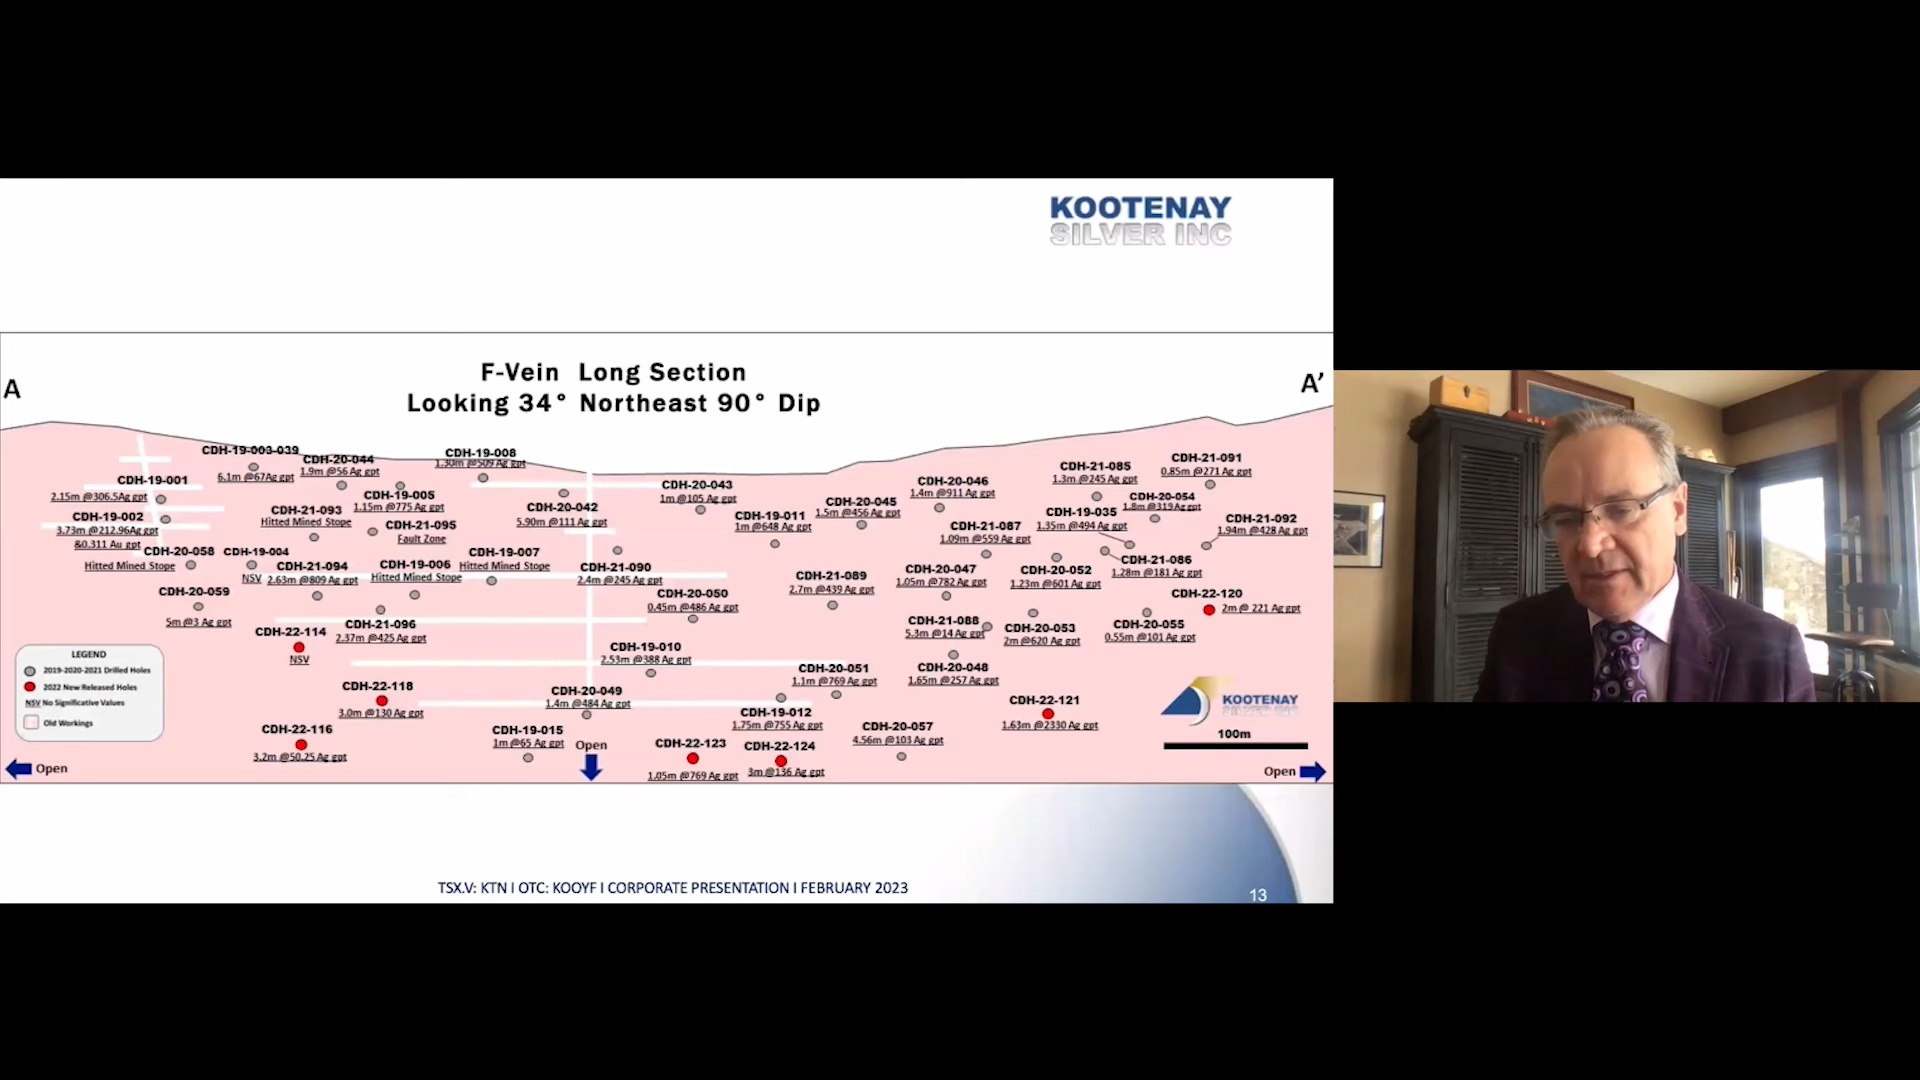 KOOTENAY
SILVER INC
F-Vein Long Section
Looking 34° Northeast 90° Dip
A
A’
CDH-19-003-039
6.1m @67Ag gpt
CDH-20-044
1.9m @56 Ag gpt
CDH-19-008
1.30m @509 Ag gpt
CDH-21-085
1.3m @245 Ag gpt
CDH-21-091
0.85m @271 Ag gpt
CDH-19-001
2.15m @306.5Ag gpt
CDH-19-005
1.15m @775 Ag gpt
CDH-20-043
1m @105 Ag gpt
CDH-20-046
1.4m @911 Ag gpt
CDH-20-054
1.8m @319Ag gpt
CDH-19-002
3.73m @212.96Ag gpt
&0.311 Au gpt
CDH-21-093
Hitted Mined Stope
CDH-21-095
Fault Zone
CDH-20-042
5.90m @111 Ag gpt
CDH-19-011
1m @648 Ag gpt
CDH-20-045
1.5m @456 Ag gpt
CDH-21-087
1.09m @559 Ag gpt
CDH-19-035
1.35m @494 Ag gpt
CDH-21-092
1.94m @428 Ag gpt
CDH-20-058
Hitted Mined Stope
CDH-19-004
NSV
CDH-21-094
2.63m @809 Ag gpt
CDH-19-006
Hitted Mined Stope
CDH-19-007
Hitted Mined Stope
CDH-21-090
2.4m @245 Ag gpt
CDH-21-089
2.7m @439 Ag gpt
CDH-20-047
1.05m @782 Ag gpt
CDH-20-052
1.23m @601 Ag gpt
CDH-21-086
1.28m @181 Ag gpt
CDH-20-059
5m @3 Ag gpt
CDH-20-050
0.45m @486 Ag gpt
CDH-22-120
2m @ 221 Ag gpt
CDH-22-114
NSV
CDH-21-096
2.37m @425 Ag gpt
CDH-21-088
5.3m @14 Ag gpt
CDH-20-053
2m @620 Ag gpt
CDH-20-055
0.55m @101 Ag gpt
CDH-19-010
2.53m @388 Ag gpt
CDH-20-051
1.1m @769 Ag gpt
CDH-20-048
1.65m @257 Ag gpt
LEGEND
2019-2020-2021 Drilled Holes
2022 New Released Holes
NSV No Significative Values
Old Workings
CDH-22-118
3.0m @130 Ag gpt
CDH-20-049
1.4m @484 Ag gpt
CDH-19-012
1.75m @755 Ag gpt
CDH-22-121
1.63m @2330 Ag gpt
KOOTENAY
SILVER INC
CDH-22-116
3.2m @50.25 Ag gpt
CDH-19-015
1m @65 Ag gpt
Open
CDH-22-123
1.05m @769 Ag gpt
CDH-22-124
3m @136 Ag gpt
CDH-20-057
4.56m @103 Ag gpt
100m
Open
Open
TSX.V: KTN I OTC: KOOYF I CORPORATE PRESENTATION I FEBRUARY 2023
13